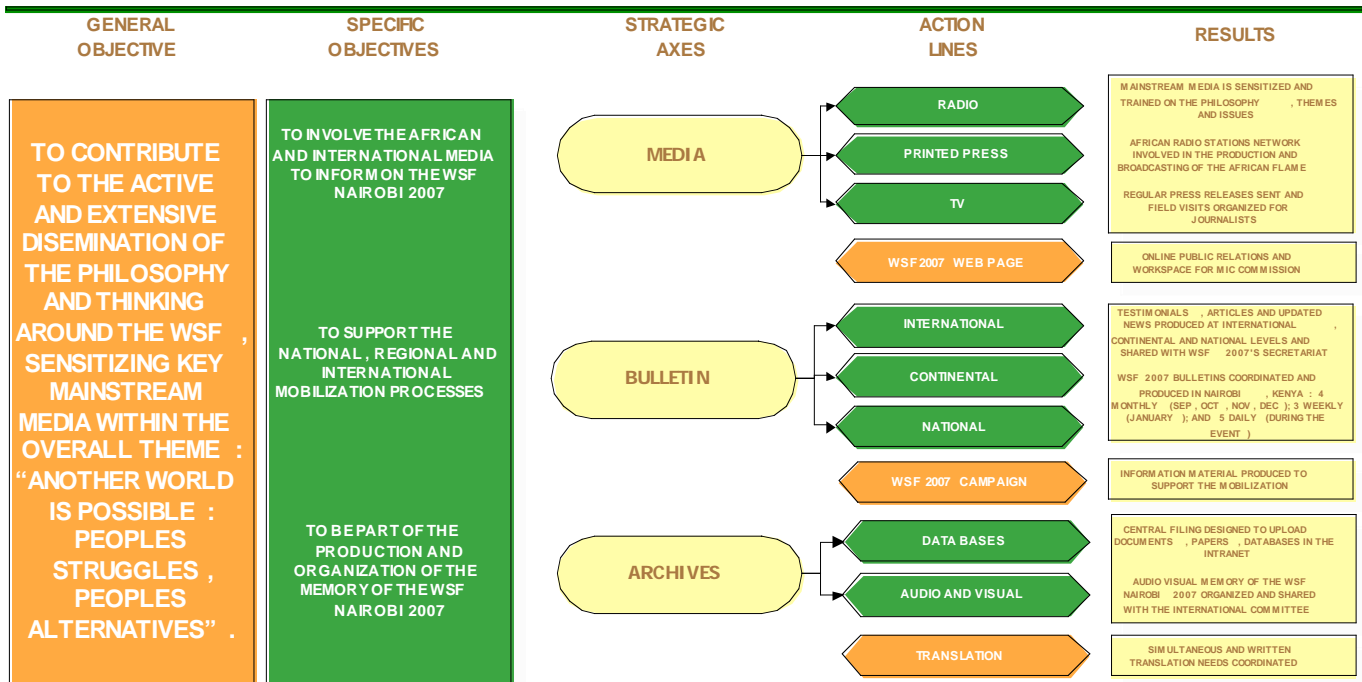 GENERAL
OBJECTIVE
SPECIFIC
OBJECTIVES
STRATEGIC
AXES
ACTION
LINES
RESULTS
TO CONTRIBUTE
TO THE ACTIVE
AND EXTENSIVE
DISEMINATION OF
THE PHILOSOPHY
AND THINKING
AROUND THE WSF ,
SENSITIZING KEY
MAINSTREAM
MEDIA WITHIN THE
OVERALL THEME :
“ANOTHER WORLD
IS POSSIBLE :
PEOPLES
STRUGGLES ,
PEOPLES
ALTERNATIVES” .
TO INVOLVE THE AFRICAN
AND INTERNATIONAL MEDIA
TO INFORM ON THE WSF
NAIROBI 2007
TO SUPPORT THE
NATIONAL , REGIONAL AND
INTERNATIONAL
MOBILIZATION PROCESSES
TO BE PART OF THE
PRODUCTION AND
ORGANIZATION OF THE
MEMORY OF THE WSF
NAIROBI 2007
MEDIA
BULLETIN
ARCHIVES
RADIO
PRINTED PRESS
TV
WSF 2007 WEB PAGE
INTERNATIONAL
CONTINENTAL
NATIONAL
WSF 2007 CAMPAIGN
DATA BASES
AUDIO AND VISUAL
TRANSLATION
MAINSTREAM MEDIA IS SENSITIZED AND
TRAINED ON THE PHILOSOPHY , THEMES
AND ISSUES
AFRICAN RADIO STATIONS NETWORK
INVOLVED IN THE PRODUCTION AND
BROADCASTING OF THE AFRICAN FLAME
REGULAR PRESS RELEASES SENT AND
FIELD VISITS ORGANIZED FOR
JOURNALISTS
ONLINE PUBLIC RELATIONS AND
WORKSPACE FOR MIC COMMISSION
TESTIMONIALS , ARTICLES AND UPDATED
NEWS PRODUCED AT INTERNATIONAL ,
CONTINENTAL AND NATIONAL LEVELS AND
SHARED WITH WSF 2007'S SECRETARIAT
WSF 2007 BULLETINS COORDINATED AND
PRODUCED IN NAIROBI , KENYA : 4
MONTHLY (SEP , OCT , NOV , DEC ); 3 WEEKLY
(JANUARY ); AND 5 DAILY (DURING THE
EVENT )
INFORMATION MATERIAL PRODUCED TO
SUPPORT THE MOBILIZATION
CENTRAL FILING DESIGNED TO UPLOAD
DOCUMENTS , PAPERS , DATABASES IN THE
INTRANET
AUDIO VISUAL MEMORY OF THE WSF
NAIROBI 2007 ORGANIZED AND SHARED
WITH THE INTERNATIONAL COMMITTEE
SIMULTANEOUS AND WRITTEN
TRANSLATION NEEDS COORDINATED